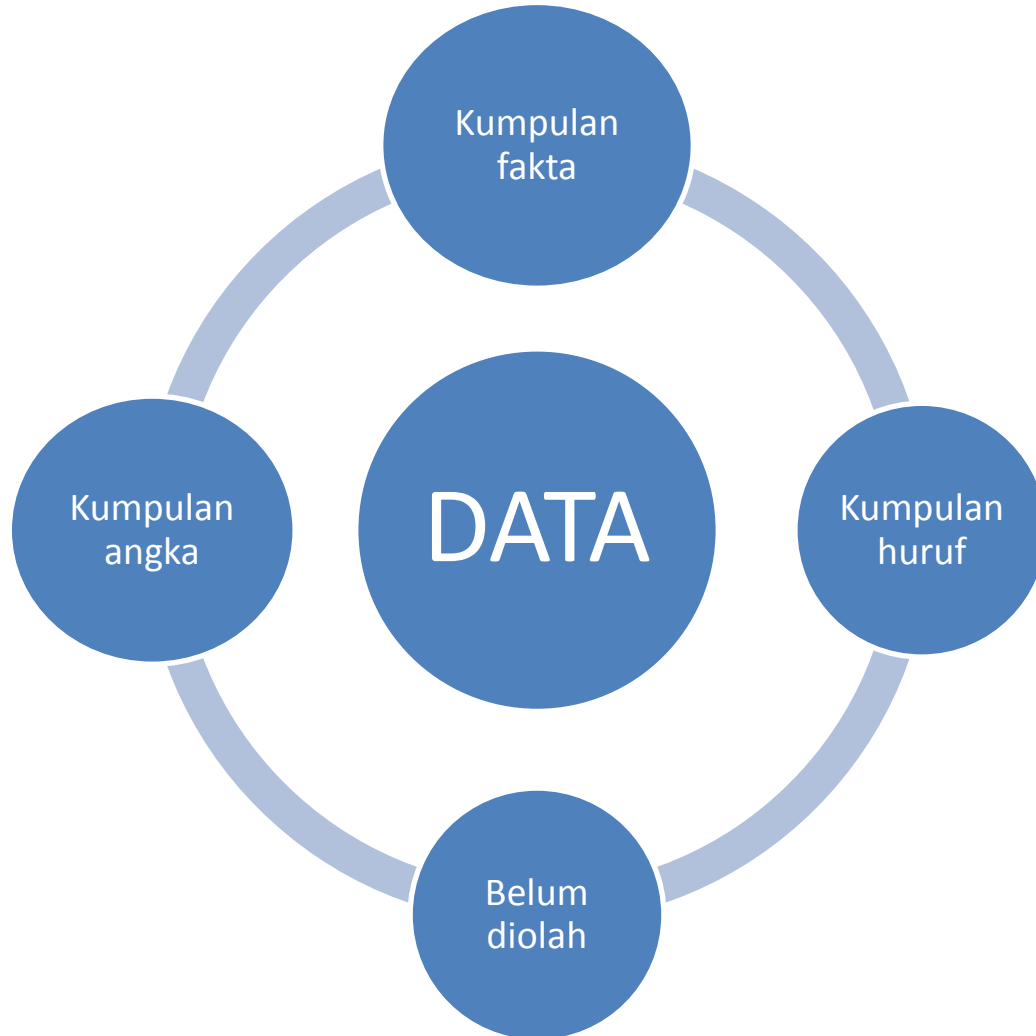 Kumpulan
fakta
Kumpulan
angka
DATA
Kumpulan
huruf
Belum
diolah